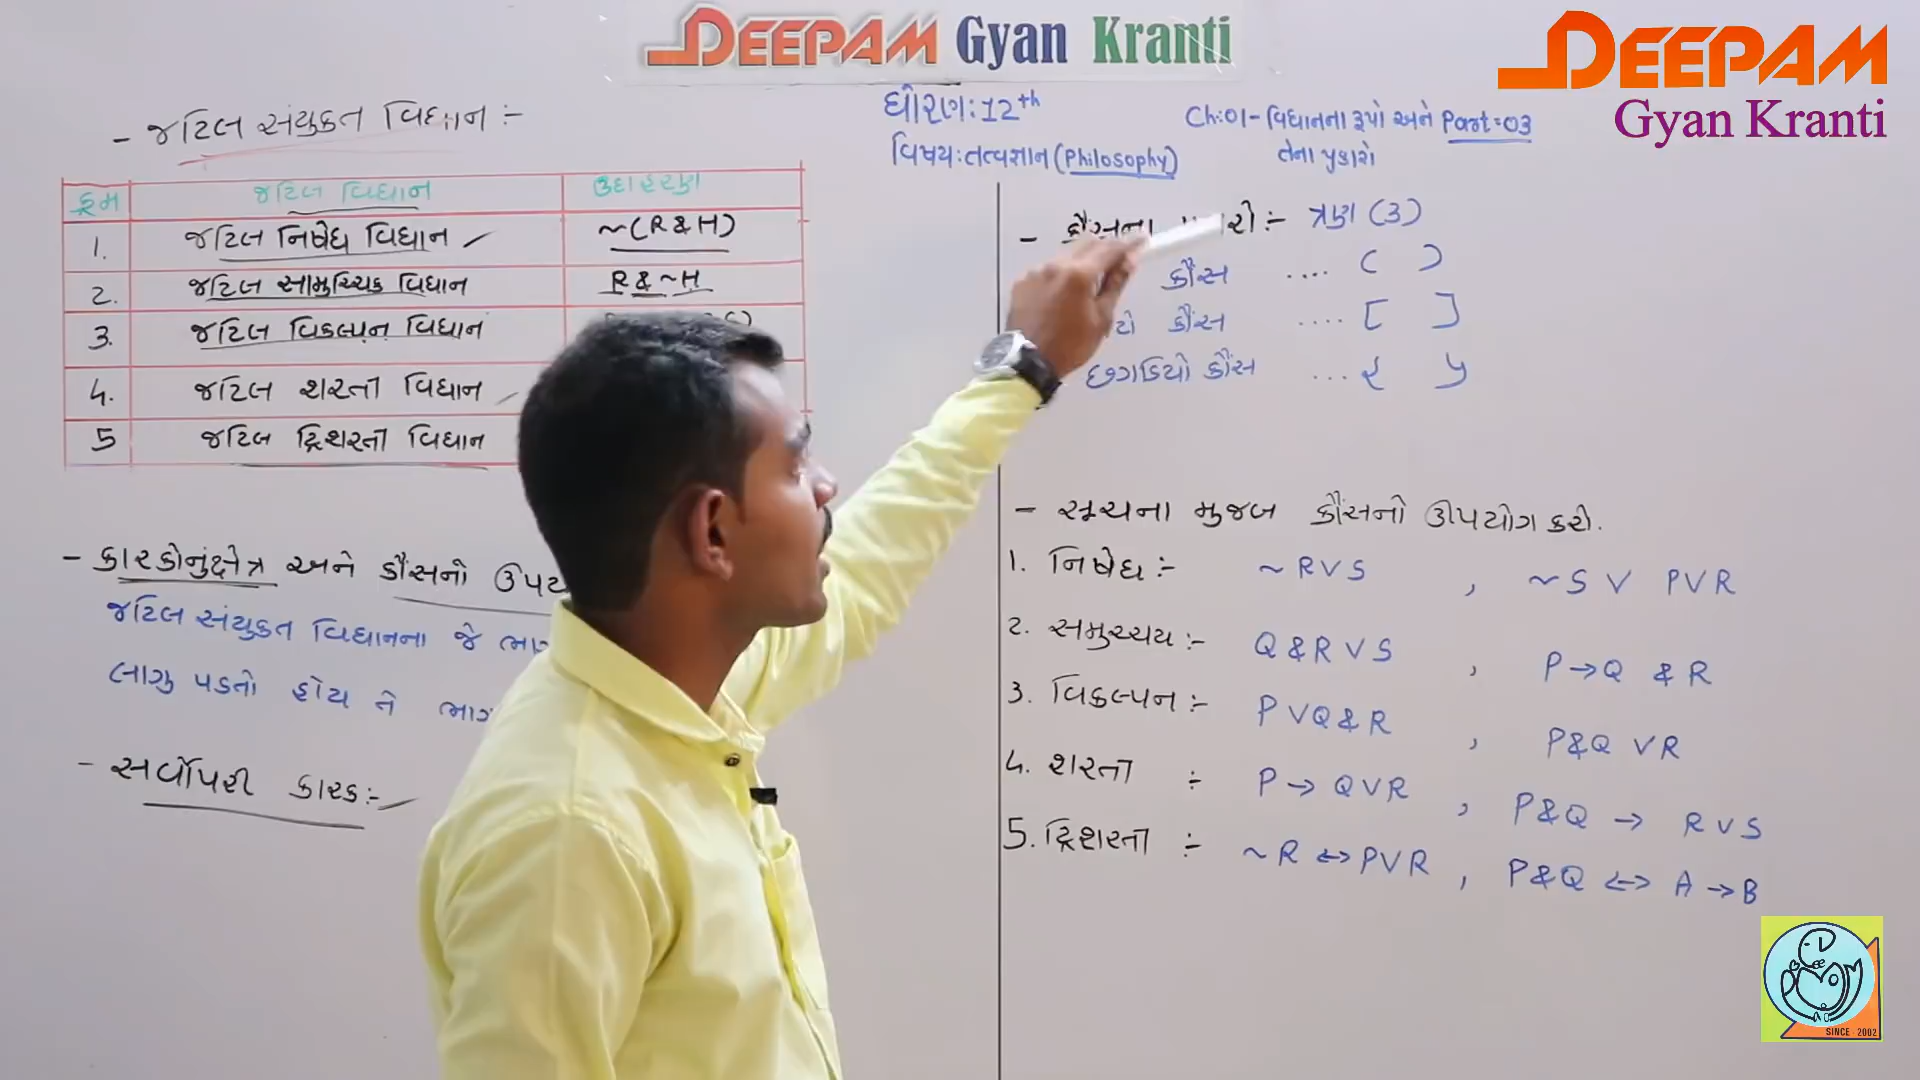 DEEPAM Gyan Kranti
DEEPAM
Gyan Kranti
ધોરણ:12th
વિષય:તત્વજ્ઞાન (Philosophy)
Ch:01-વિધાનના રૂપો અને Part=03
તેના પ્રકારો
- જટિલ સંયુક્ત વિધાન :-
ક્રમ જટિલ વિધાન ઉદાહરણ
1. જટિલ નિષેધ વિધાન ~(R & H)
2. જટિલ સામુચ્ચિક વિધાન R & ~H
3. જટિલ વિકલ્પન વિધાન
4. જટિલ શરતી વિધાન
5 જટિલ દ્વિશરતી વિધાન
- કારકોનુંક્ષેત્ર અને કૌંસનો
જટિલ સંયુક્ત વિધાનના જે
લાગુ પડતો હોય તે
- સર્વોપરી કારક:-
- કૌંસના :- ત્રણ (3)
કૌંસ .... ( )
કૌંસ .... [ ]
છગડિયો કૌંસ ... { }
- સૂચના મુજબ કૌંસનો ઉપયોગ કરો.
1. નિષેધ :- ~ R V S , ~ S V P V R
2. સમુચ્ચય :- Q & R V S , P → Q & R
3. વિકલ્પન :- P V Q & R , P & Q V R
4. શરતી :- P → Q V R , P & Q → R V S
5. દ્વિશરતી :- ~ R ↔ P V R , P & Q ↔ A → B
SINCE - 2002